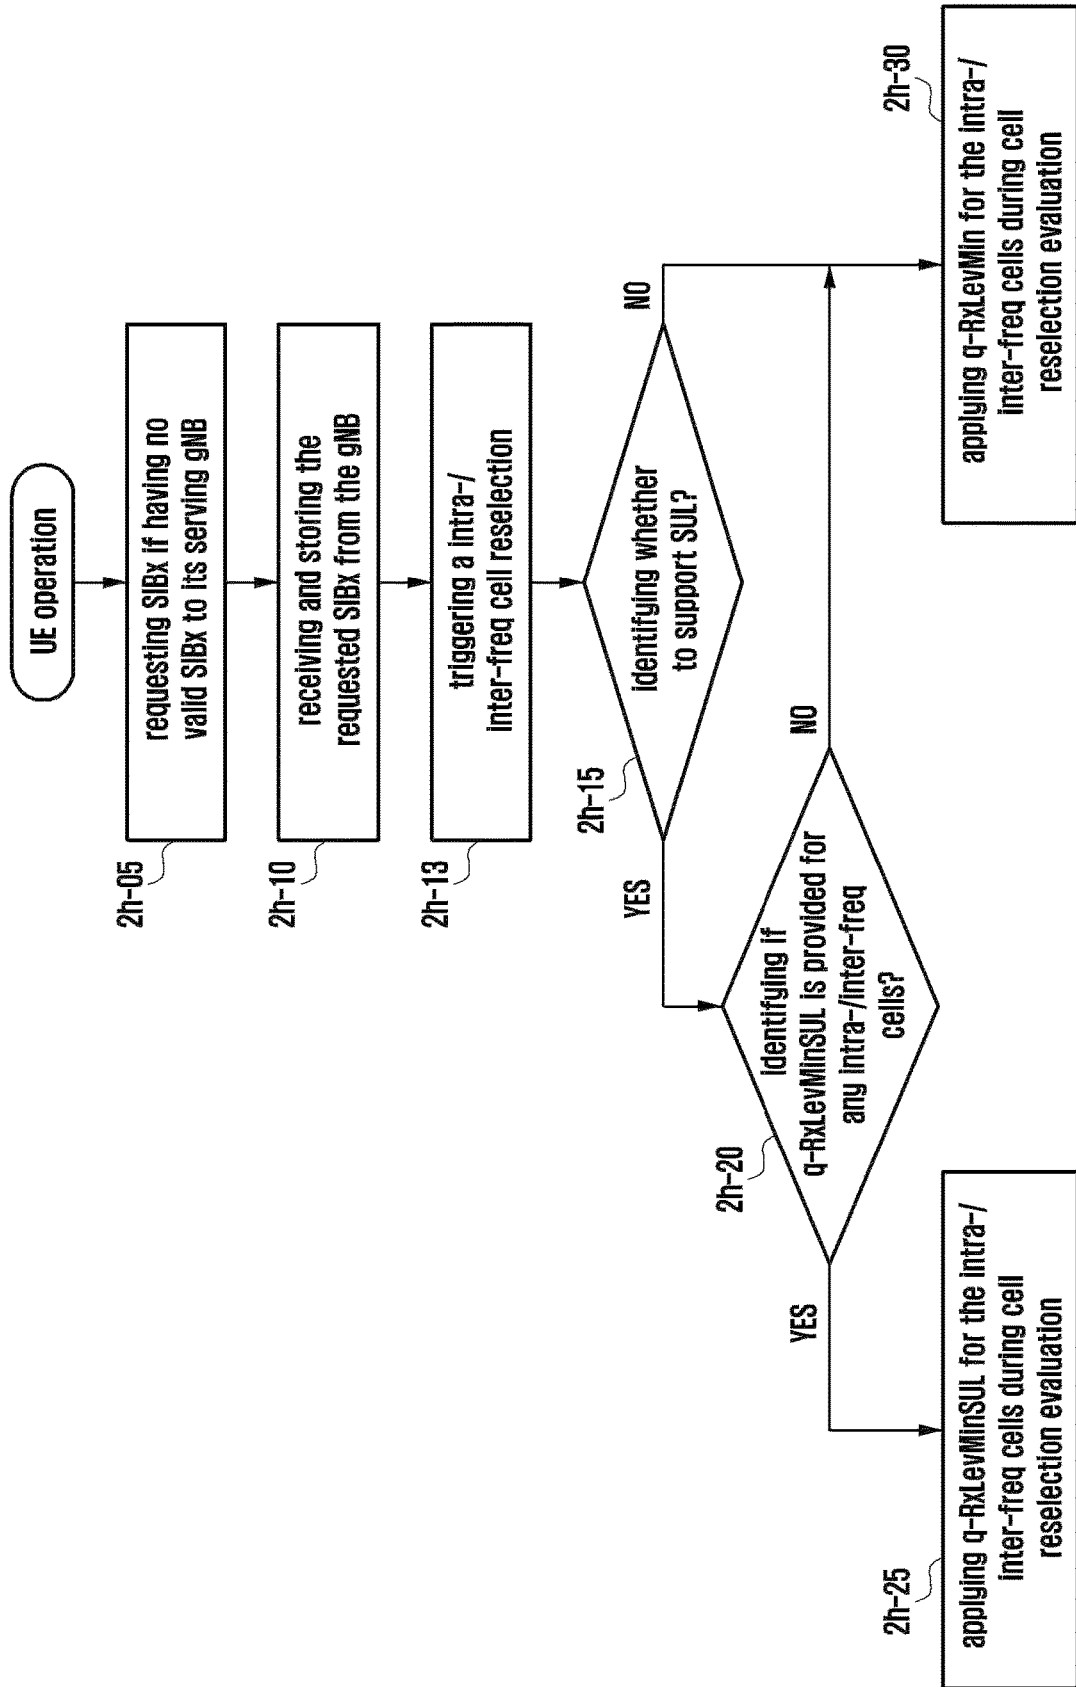 UE operation
2h-05
requesting SIBx if having no
valid SIBx to its serving gNB
2h-10
receiving and storing the
requested SIBx from the gNB
2h-13
triggering a intra-/
inter-freq cell reselection
2h-15
identifying whether
to support SUL?
YES
NO
2h-20
identifying if
q-RxLevMinSUL is provided for
any intra-/inter-freq
cells?
YES
NO
2h-25
applying q-RxLevMinSUL for the intra-/
inter-freq cells during cell
reselection evaluation
2h-30
applying q-RxLevMin for the intra-/
inter-freq cells during cell
reselection evaluation